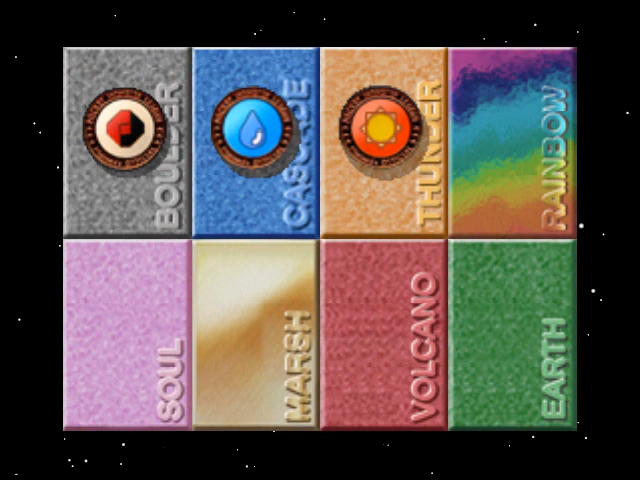 BOULDER
CASCADE
THUNDER
RAINBOW
SOUL
MARSH
VOLCANO
EARTH